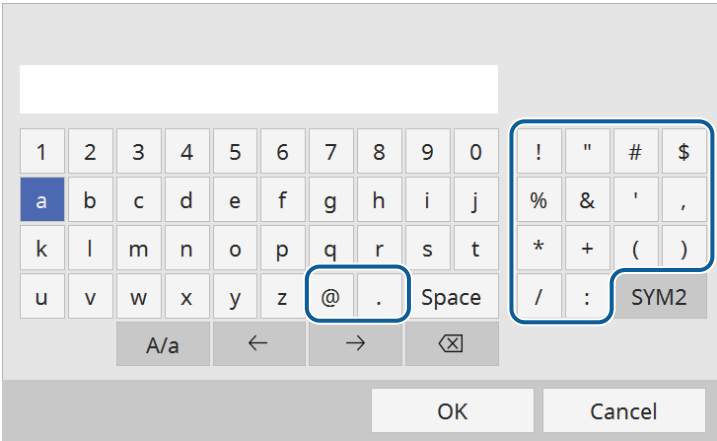 1 2 3 4 5 6 7 8 9 0 ! " # $
a b c d e f g h i j % & ' ,
k l m n o p q r s t * + ( )
u v w x y z @ . Space / : SYM2
A/a ← → ⌫
OK Cancel